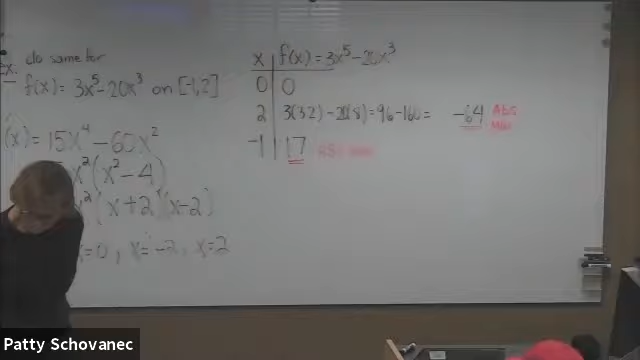 Ex: do same for
f(x) = 3x⁵ - 20x³ on [-1,2]
(x) = 15x⁴ - 60x²
x²(x² - 4)
x²(x+2)(x-2)
x=0, x=-2, x=2
x f(x) = 3x⁵ - 20x³
0 0
2 3(32) - 20(8) = 96 - 160 = -64 Abs Min
-1 17
Patty Schovanec